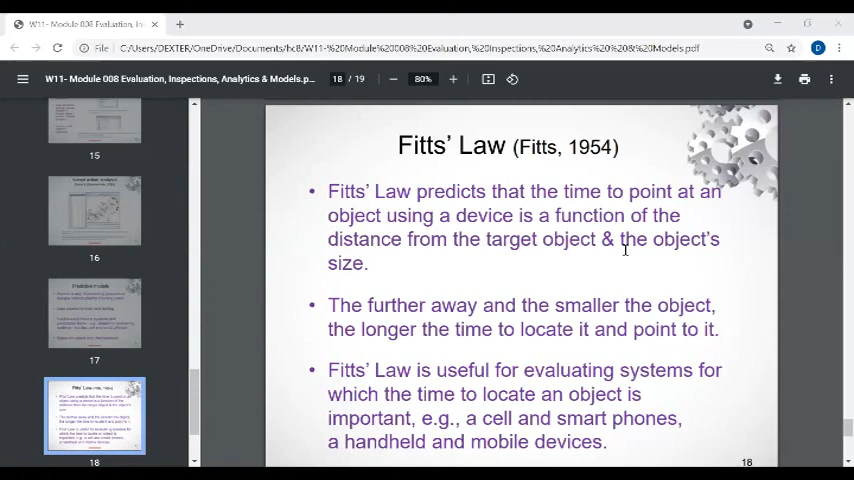 W11- Module 008 Evaluation, In
File
C:/Users/DEXTER/OneDrive/Documents/hc8/W11-%20Module%20008%20Evaluation,%20Inspections,%20Analytics%20%20&t%20Models.pdf
D
W11- Module 008 Evaluation, Inspections, Analytics & Models.p...
18 / 19
80%
15
16
Predictive models
17
18
Fitts' Law (Fitts, 1954)
• Fitts' Law predicts that the time to point at an
object using a device is a function of the
distance from the target object & the object's
size.
• The further away and the smaller the object,
the longer the time to locate it and point to it.
• Fitts' Law is useful for evaluating systems for
which the time to locate an object is
important, e.g., a cell and smart phones,
a handheld and mobile devices.
18